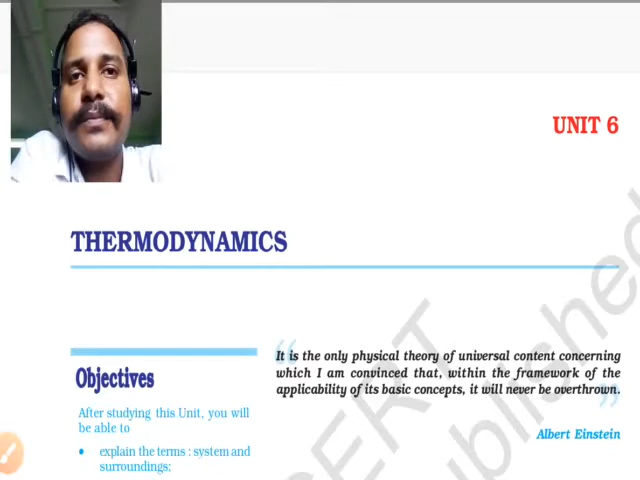 UNIT 6
THERMODYNAMICS
Objectives
After studying this Unit, you will
be able to
• explain the terms : system and
surroundings;
“It is the only physical theory of universal content concerning
which I am convinced that, within the framework of the
applicability of its basic concepts, it will never be overthrown.”
Albert Einstein